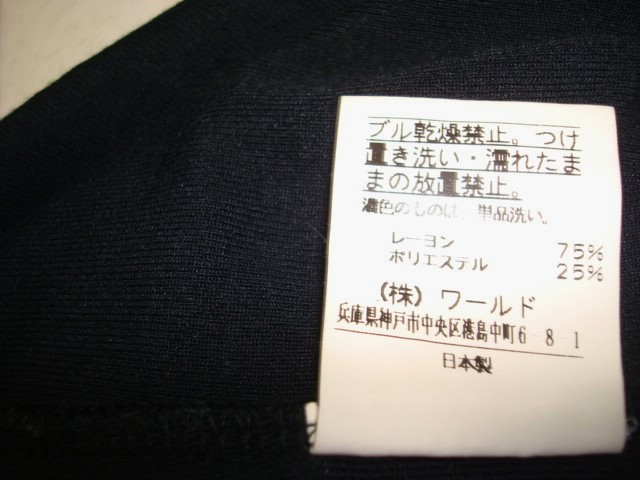 ブル乾燥禁止。つけ
置き洗い・濡れたま
まの放置禁止。
濃色のものは、単品洗い。
レーヨン 75%
ポリエステル 25%
(株) ワールド
兵庫県神戸市中央区港島中町6-8-1
日本製